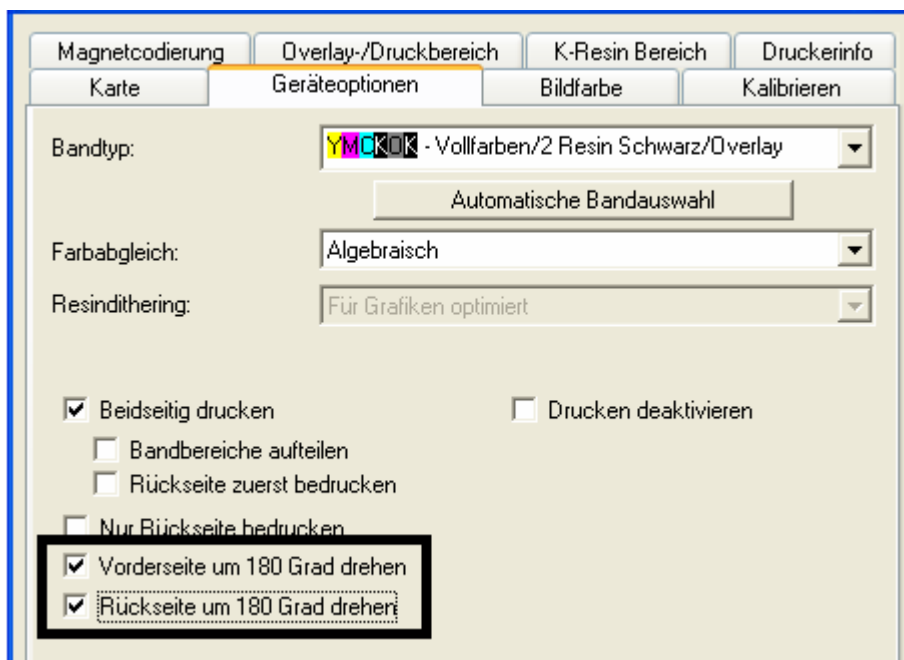 Magnetcodierung Overlay-/Druckbereich K-Resin Bereich Druckerinfo
Karte Geräteoptionen Bildfarbe Kalibrieren
Bandtyp: YMCKOK - Vollfarben/2 Resin Schwarz/Overlay
Automatische Bandauswahl
Farbabgleich: Algebraisch
Resindithering: Für Grafiken optimiert
Beidseitig drucken Drucken deaktivieren
Bandbereiche aufteilen
Rückseite zuerst bedrucken
Nur Rückseite bedrucken
Vorderseite um 180 Grad drehen
Rückseite um 180 Grad drehen